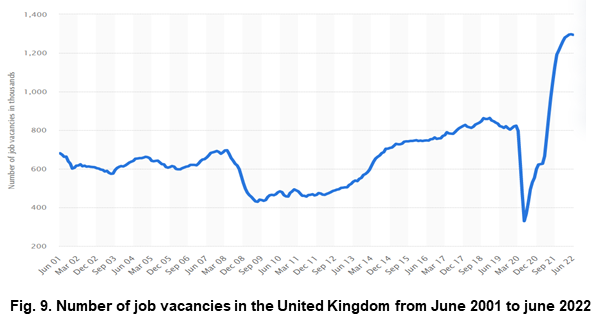 1,400
1,200
1,000
800
600
400
200
Number of job vacancies in thousands
Jun 01
Mar 02
Dec 02
Sep 03
Jun 04
Mar 05
Dec 05
Sep 06
Jun 07
Mar 08
Dec 08
Sep 09
Jun 10
Mar 11
Dec 11
Sep 12
Jun 13
Mar 14
Dec 14
Sep 15
Jun 16
Mar 17
Dec 17
Sep 18
Jun 19
Mar 20
Dec 20
Sep 21
Jun 22
Fig. 9. Number of job vacancies in the United Kingdom from June 2001 to june 2022